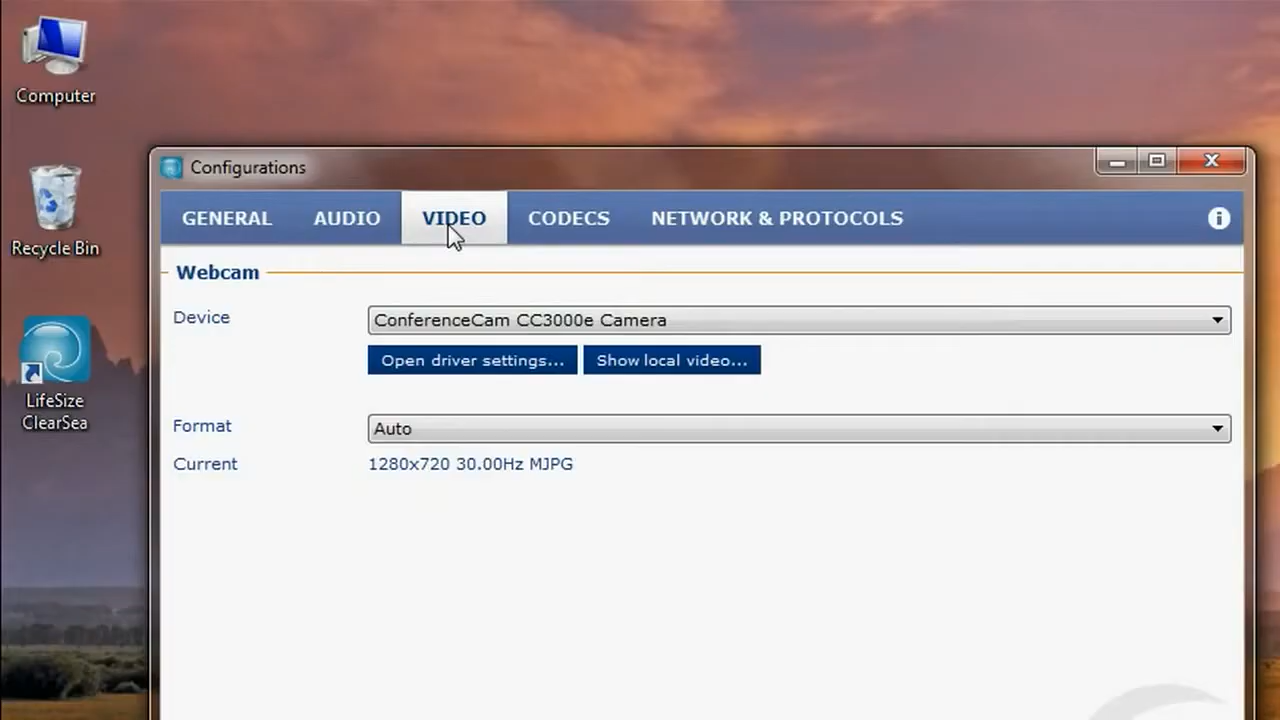 Computer
Recycle Bin
LifeSize
ClearSea
Configurations
GENERAL AUDIO VIDEO CODECS NETWORK & PROTOCOLS
Webcam
Device ConferenceCam CC3000e Camera
Open driver settings... Show local video...
Format Auto
Current 1280x720 30.00Hz MJPG